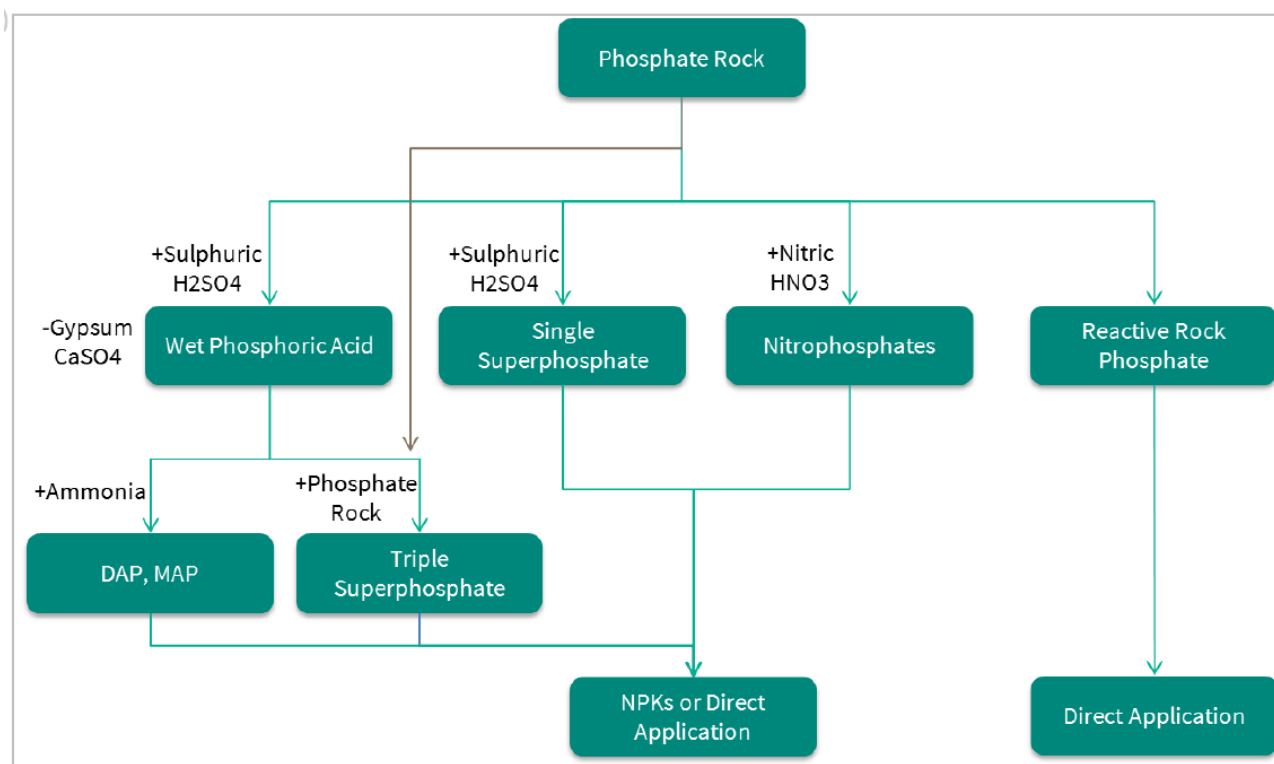 Phosphate Rock
+Sulphuric
H2SO4
+Sulphuric
H2SO4
+Nitric
HNO3
-Gypsum
CaSO4
Wet Phosphoric Acid
Single
Superphosphate
Nitrophosphates
Reactive Rock
Phosphate
+Ammonia
+Phosphate
Rock
DAP, MAP
Triple
Superphosphate
NPKs or Direct
Application
Direct Application